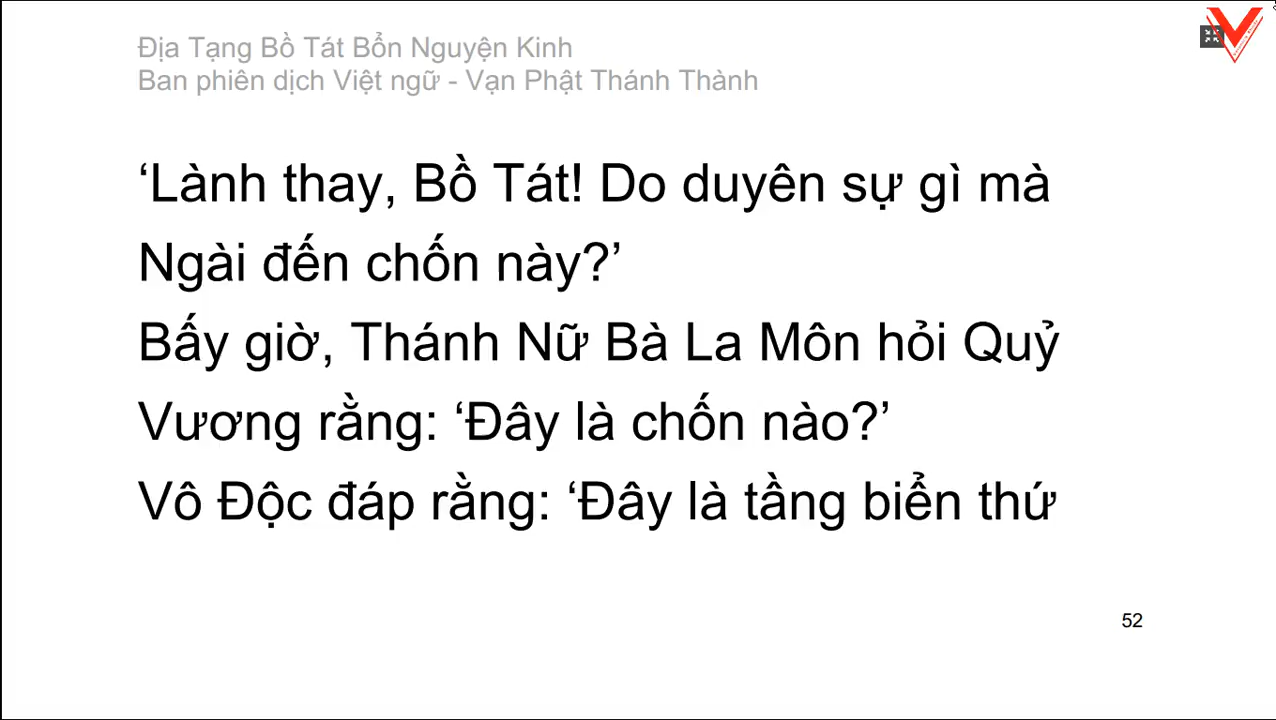 Địa Tạng Bồ Tát Bổn Nguyện Kinh
Ban phiên dịch Việt ngữ - Vạn Phật Thánh Thành
‘Lành thay, Bồ Tát! Do duyên sự gì mà
Ngài đến chốn này?’
Bấy giờ, Thánh Nữ Bà La Môn hỏi Quỷ
Vương rằng: ‘Đây là chốn nào?’
Vô Độc đáp rằng: ‘Đây là tầng biển thứ
52